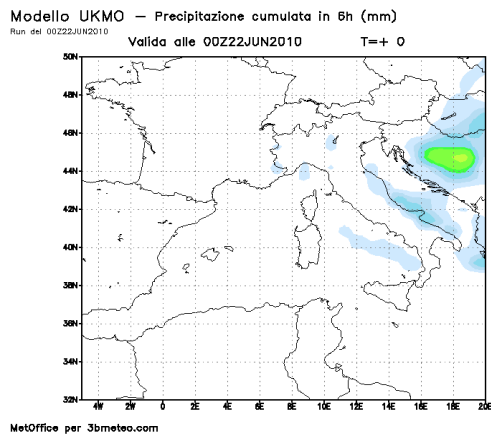 Modello UKMO — Precipitazione cumulata in 6h (mm)
Run del 00Z22JUN2010
Valida alle 00Z22JUN2010 T=+ 0
50N
48N
46N
44N
42N
40N
38N
36N
34N
32N
4W 2W 0 2E 4E 6E 8E 10E 12E 14E 16E 18E 20E
MetOffice per 3bmeteo.com